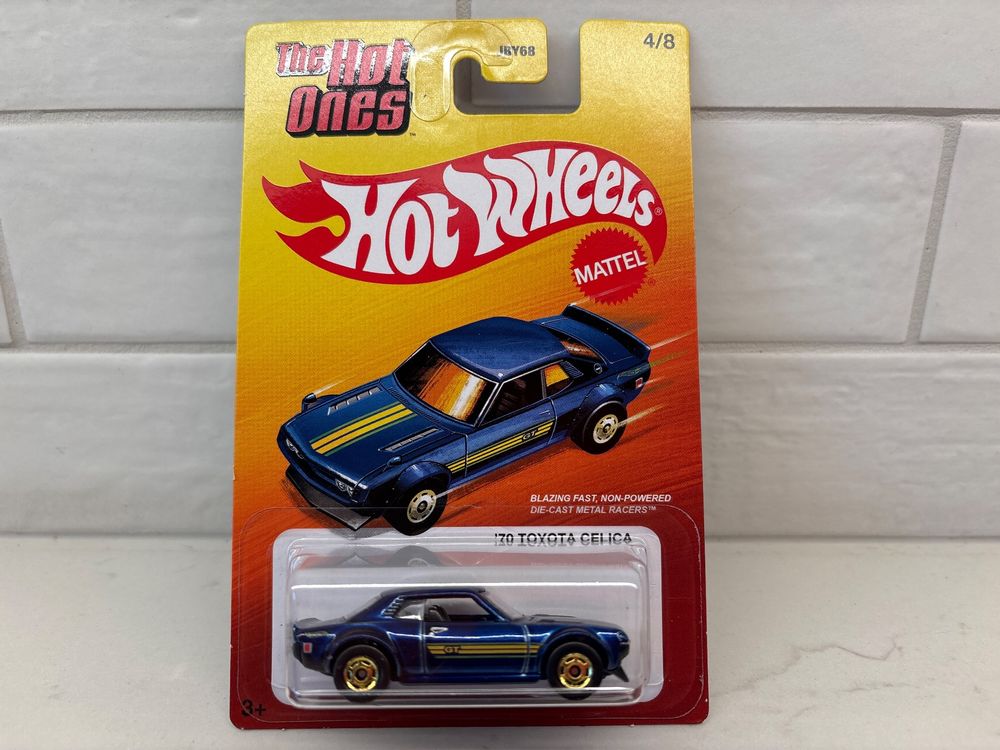 The Hot
Ones™
JBY68
4/8
Hot Wheels®
MATTEL®
GT
BLAZING FAST, NON-POWERED
DIE-CAST METAL RACERS™
'70 TOYOTA CELICA
GT
3+